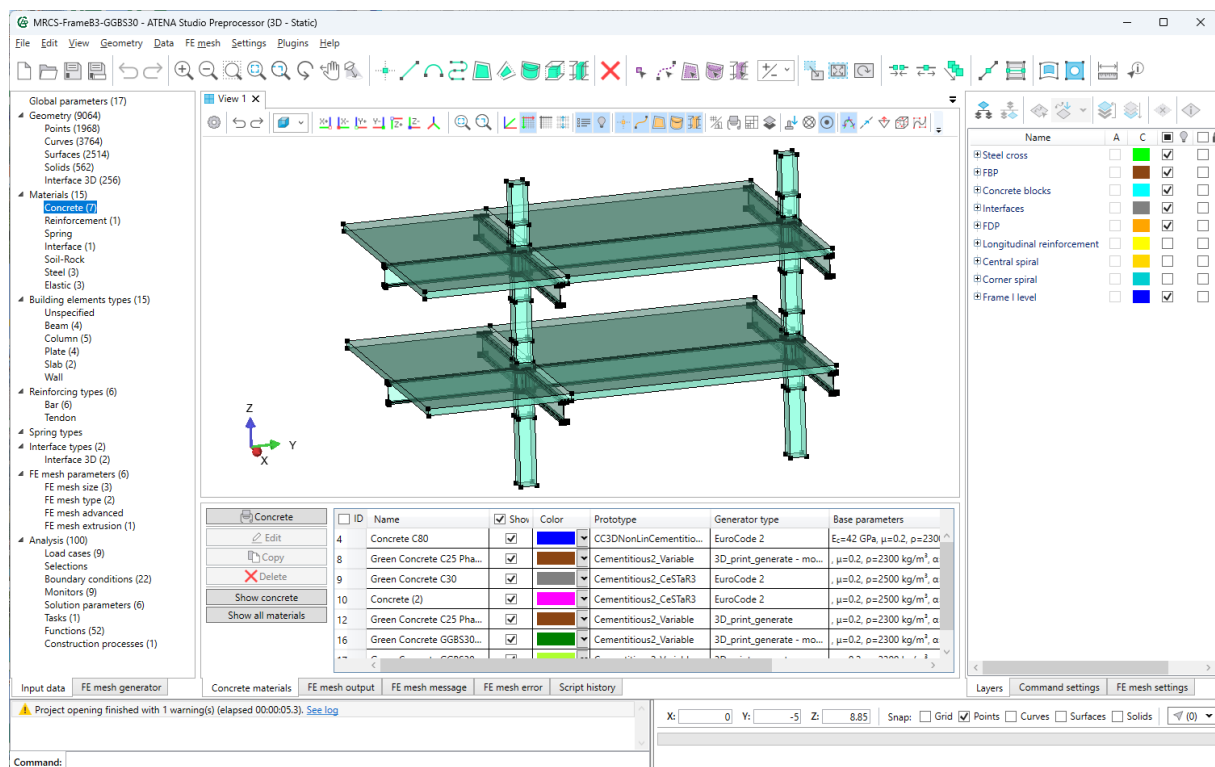 MRCS-FrameB3-GGBS30 - ATENA Studio Preprocessor (3D - Static)
File Edit View Geometry Data FE mesh Settings Plugins Help
Global parameters (17)
Geometry (9064)
Points (1968)
Curves (3764)
Surfaces (2514)
Solids (562)
Interface 3D (256)
Materials (15)
Concrete (7)
Reinforcement (1)
Spring
Interface (1)
Soil-Rock
Steel (3)
Elastic (3)
Building elements types (15)
Unspecified
Beam (4)
Column (5)
Plate (4)
Slab (2)
Wall
Reinforcing types (6)
Bar (6)
Tendon
Spring types
Interface types (2)
Interface 3D (2)
FE mesh parameters (6)
FE mesh size (3)
FE mesh type (2)
FE mesh advanced
FE mesh extrusion (1)
Analysis (100)
Load cases (9)
Selections
Boundary conditions (22)
Monitors (9)
Solution parameters (6)
Tasks (1)
Functions (52)
Construction processes (1)
Input data FE mesh generator
View 1
Z
Y
X
Concrete
Edit
Copy
Delete
Show concrete
Show all materials
ID Name Show Color Prototype Generator type Base parameters
4 Concrete C80 CC3DNonLinCementitio... EuroCode 2 E₂=42 GPa, μ=0.2, ρ=2300
8 Green Concrete C25 Pha... Cementitious2_Variable 3D_print_generate - mo... , μ=0.2, ρ=2300 kg/m³, α:
9 Green Concrete C30 Cementitious2_CeSTaR3 EuroCode 2 , μ=0.2, ρ=2500 kg/m³, α:
10 Concrete (2) Cementitious2_CeSTaR3 EuroCode 2 , μ=0.2, ρ=2500 kg/m³, α:
12 Green Concrete C25 Pha... Cementitious2_Variable 3D_print_generate , μ=0.2, ρ=2300 kg/m³, α:
16 Green Concrete GGBS30... Cementitious2_Variable 3D_print_generate - mo... , μ=0.2, ρ=2300 kg/m³, α:
Concrete materials FE mesh output FE mesh message FE mesh error Script history
Name A C
Steel cross
FBP
Concrete blocks
Interfaces
FDP
Longitudinal reinforcement
Central spiral
Corner spiral
Frame I level
Layers Command settings FE mesh settings
Project opening finished with 1 warning(s) (elapsed 00:00:05.3). See log
Command:
X: 0 Y: -5 Z: 8.85 Snap: Grid Points Curves Surfaces Solids (0)